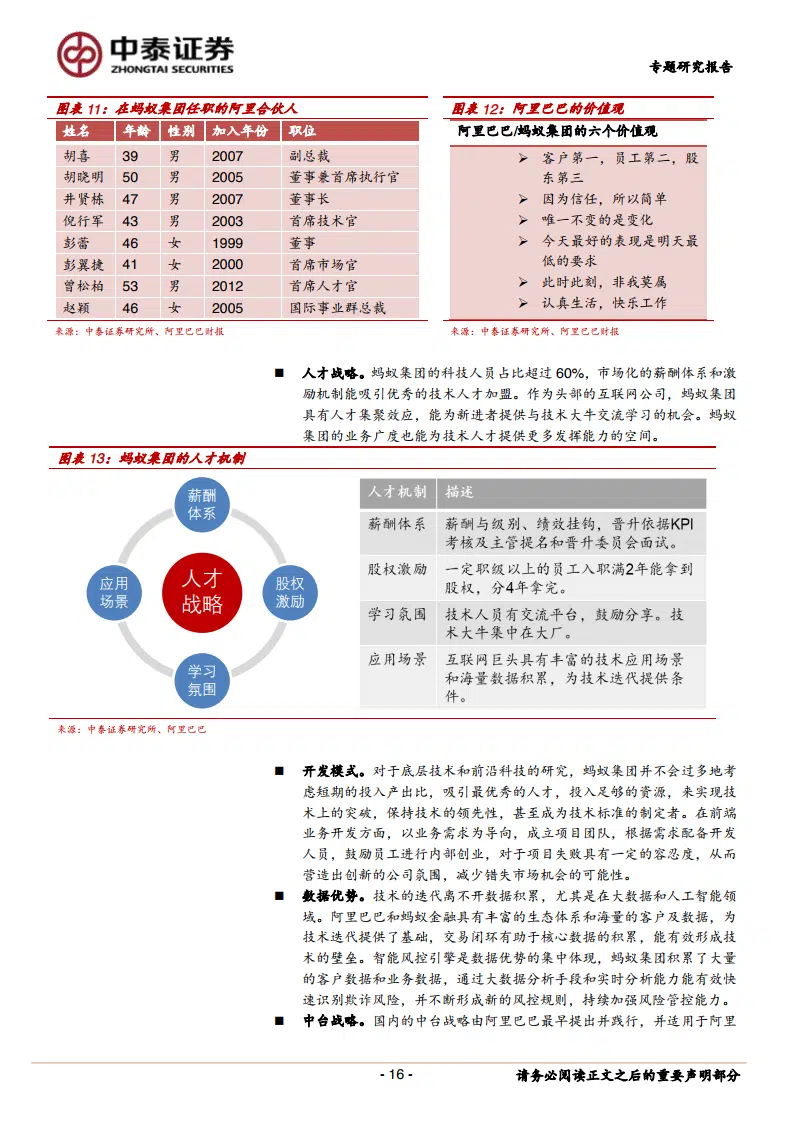 中泰证券
ZHONGTAI SECURITIES
专题研究报告
图表 11：在蚂蚁集团任职的阿里合伙人
姓名 年龄 性别 加入年份 职位
胡喜 39 男 2007 副总裁
胡晓明 50 男 2005 董事兼首席执行官
井贤栋 47 男 2007 董事长
倪行军 43 男 2003 首席技术官
彭蕾 46 女 1999 董事
彭翼捷 41 女 2000 首席市场官
曾松柏 53 男 2012 首席人才官
赵颖 46 女 2005 国际事业群总裁
来源：中泰证券研究所、阿里巴巴财报
图表 12：阿里巴巴的价值观
阿里巴巴/蚂蚁集团的六个价值观
➢ 客户第一，员工第二，股
东第三
➢ 因为信任，所以简单
➢ 唯一不变的是变化
➢ 今天最好的表现是明天最
低的要求
➢ 此时此刻，非我莫属
➢ 认真生活，快乐工作
来源：中泰证券研究所、阿里巴巴财报
■ 人才战略。蚂蚁集团的科技人员占比超过 60%，市场化的薪酬体系和激
励机制能吸引优秀的技术人才加盟。作为头部的互联网公司，蚂蚁集团
具有人才集聚效应，能为新进者提供与技术大牛交流学习的机会。蚂蚁
集团的业务广度也能为技术人才提供更多发挥能力的空间。
图表 13：蚂蚁集团的人才机制
薪酬
体系
应用
场景
人才
战略
股权
激励
学习
氛围
人才机制 描述
薪酬体系 薪酬与级别、绩效挂钩，晋升依据KPI
考核及主管提名和晋升委员会面试。
股权激励 一定职级以上的员工入职满2年能拿到
股权，分4年拿完。
学习氛围 技术人员有交流平台，鼓励分享。技
术大牛集中在大厂。
应用场景 互联网巨头具有丰富的技术应用场景
和海量数据积累，为技术迭代提供条
件。
来源：中泰证券研究所、阿里巴巴
■ 开发模式。对于底层技术和前沿科技的研究，蚂蚁集团并不会过多地考
虑短期的投入产出比，吸引最优秀的人才，投入足够的资源，来实现技
术上的突破，保持技术的领先性，甚至成为技术标准的制定者。在前端
业务开发方面，以业务需求为导向，成立项目团队，根据需求配备开发
人员，鼓励员工进行内部创业，对于项目失败具有一定的容忍度，从而
营造出创新的公司氛围，减少错失市场机会的可能性。
■ 数据优势。技术的迭代离不开数据积累，尤其是在大数据和人工智能领
域。阿里巴巴和蚂蚁金融具有丰富的生态体系和海量的客户及数据，为
技术迭代提供了基础，交易闭环有助于核心数据的积累，能有效形成技
术的壁垒。智能风控引擎是数据优势的集中体现，蚂蚁集团积累了大量
的客户数据和业务数据，通过大数据分析手段和实时分析能力能有效快
速识别欺诈风险，并不断形成新的风控规则，持续加强风险管控能力。
■ 中台战略。国内的中台战略由阿里巴巴最早提出并践行，并适用于阿里
- 16 -
请务必阅读正文之后的重要声明部分